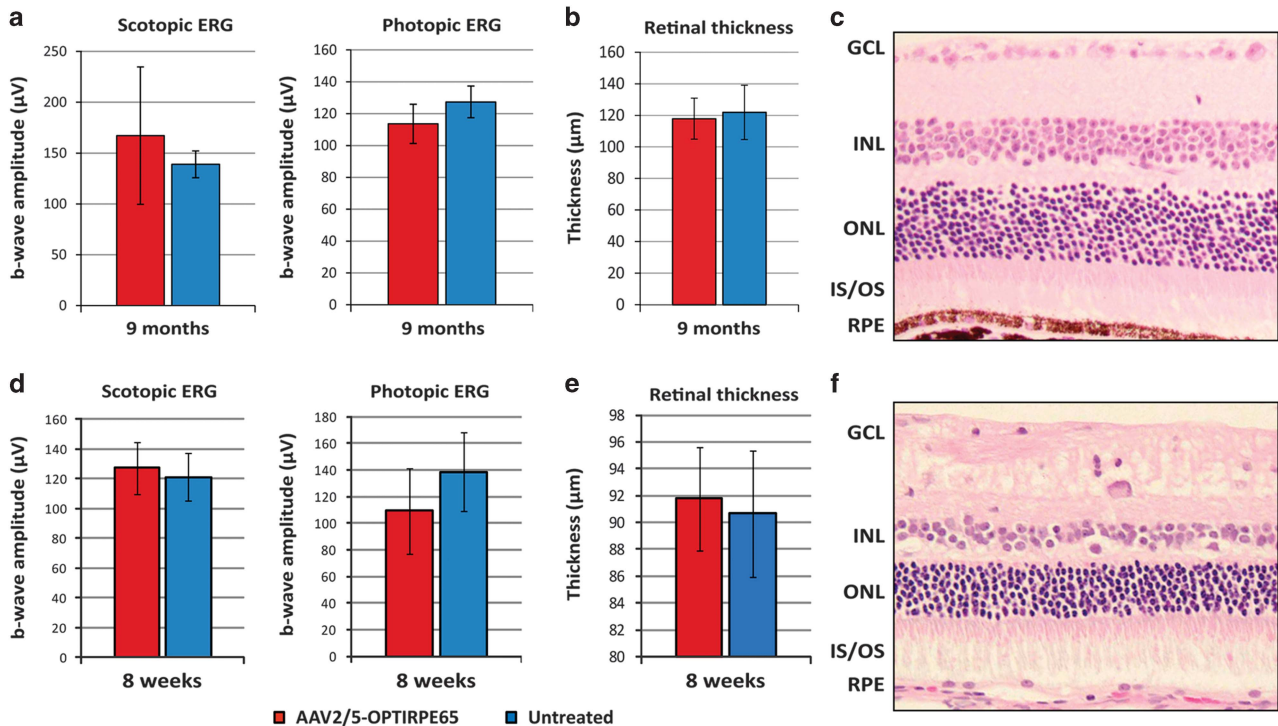 a
Scotopic ERG
b-wave amplitude (µV)
250
200
150
100
50
0
9 months
Photopic ERG
b-wave amplitude (µV)
160
140
120
100
80
60
40
20
0
9 months
b
Retinal thickness
Thickness (µm)
160
140
120
100
80
60
40
20
0
9 months
c
GCL
INL
ONL
IS/OS
RPE
d
Scotopic ERG
b-wave amplitude (µV)
160
140
120
100
80
60
40
20
0
8 weeks
Photopic ERG
b-wave amplitude (µV)
180
160
140
120
100
80
60
40
20
0
8 weeks
e
Retinal thickness
Thickness (µm)
98
96
94
92
90
88
86
84
82
80
8 weeks
f
GCL
INL
ONL
IS/OS
RPE
AAV2/5-OPTIRPE65
Untreated